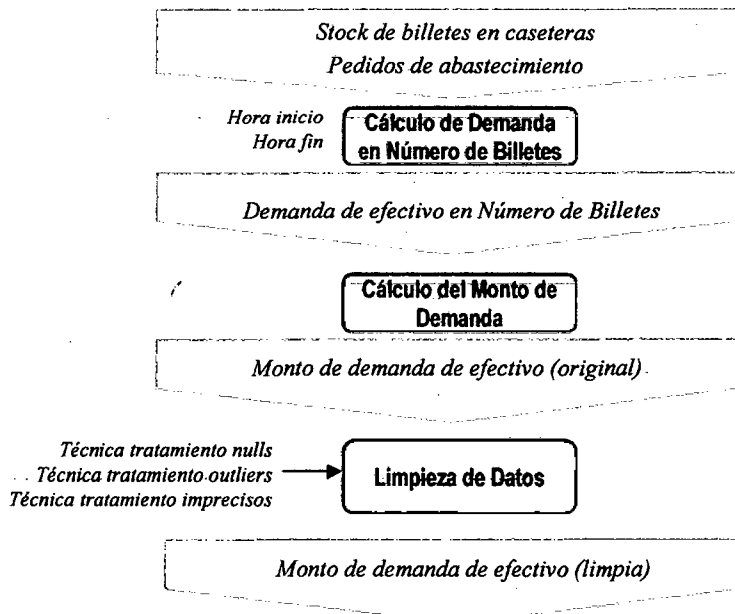 Stock de billetes en caseteras
Pedidos de abastecimiento
Hora inicio
Hora fin
Cálculo de Demanda
en Número de Billetes
Demanda de efectivo en Número de Billetes
Cálculo del Monto de
Demanda
Monto de demanda de efectivo (original)
Técnica tratamiento nulls
Técnica tratamiento outliers
Técnica tratamiento imprecisos
Limpieza de Datos
Monto de demanda de efectivo (limpia)